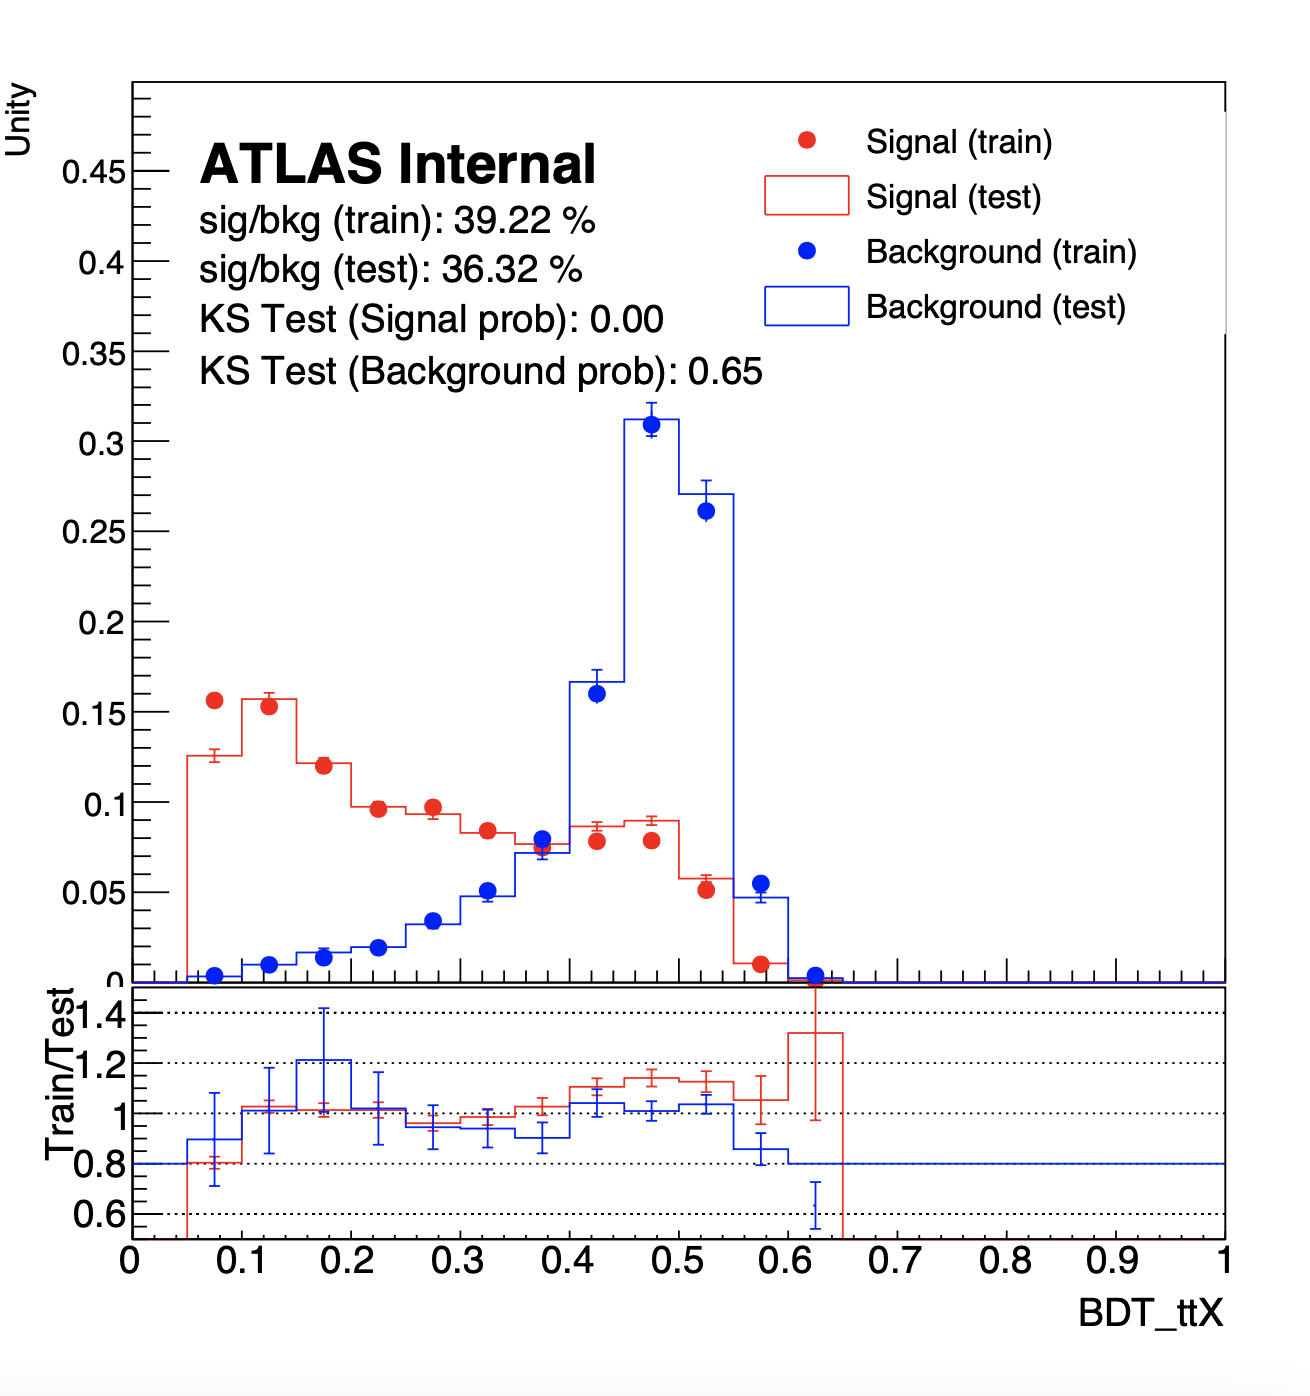 Unity
ATLAS Internal
sig/bkg (train): 39.22 %
sig/bkg (test): 36.32 %
KS Test (Signal prob): 0.00
KS Test (Background prob): 0.65
Signal (train)
Signal (test)
Background (train)
Background (test)
0.45
0.4
0.35
0.3
0.25
0.2
0.15
0.1
0.05
0
Train/Test
1.4
1.2
1
0.8
0.6
0 0.1 0.2 0.3 0.4 0.5 0.6 0.7 0.8 0.9 1
BDT_ttX